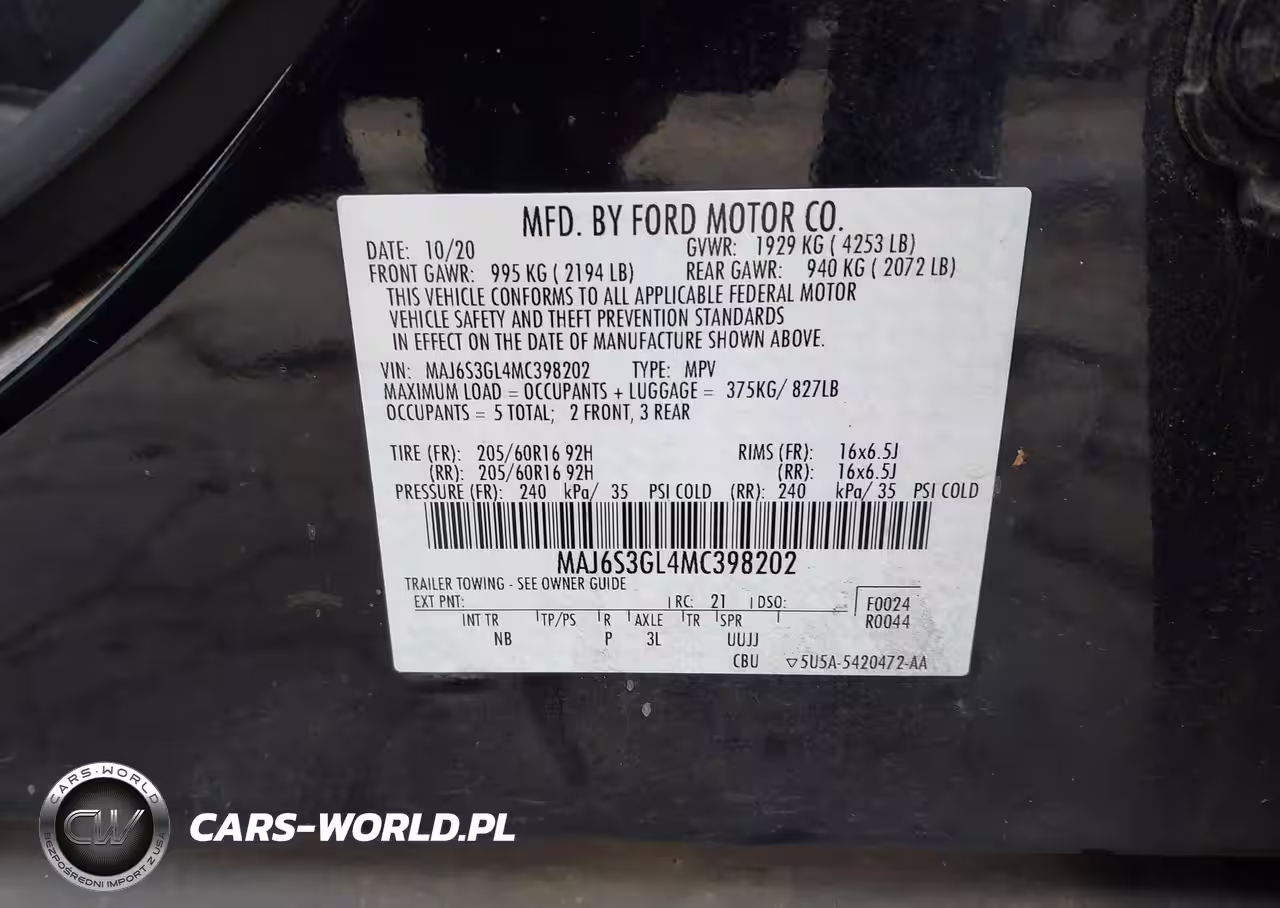 MFD. BY FORD MOTOR CO.
DATE: 10/20 GVWR: 1929 KG ( 4253 LB)
FRONT GAWR: 995 KG ( 2194 LB) REAR GAWR: 940 KG ( 2072 LB)
THIS VEHICLE CONFORMS TO ALL APPLICABLE FEDERAL MOTOR
VEHICLE SAFETY AND THEFT PREVENTION STANDARDS
IN EFFECT ON THE DATE OF MANUFACTURE SHOWN ABOVE.
VIN: MAJ6S3GL4MC398202 TYPE: MPV
MAXIMUM LOAD = OCCUPANTS + LUGGAGE = 375KG/ 827LB
OCCUPANTS = 5 TOTAL; 2 FRONT, 3 REAR
TIRE (FR): 205/60R16 92H RIMS (FR): 16x6.5J
(RR): 205/60R16 92H (RR): 16x6.5J
PRESSURE (FR): 240 kPa/ 35 PSI COLD (RR): 240 kPa/ 35 PSI COLD
MAJ6S3GL4MC398202
TRAILER TOWING - SEE OWNER GUIDE
EXT PNT: RC: 21 DSO: F0024
INT TR TP/PS R AXLE TR SPR R0044
NB P 3L UUJJ
CBU 5U5A-5420472-AA
CARS-WORLD
CW
BEZPOŚREDNI IMPORT Z USA
CARS-WORLD.PL